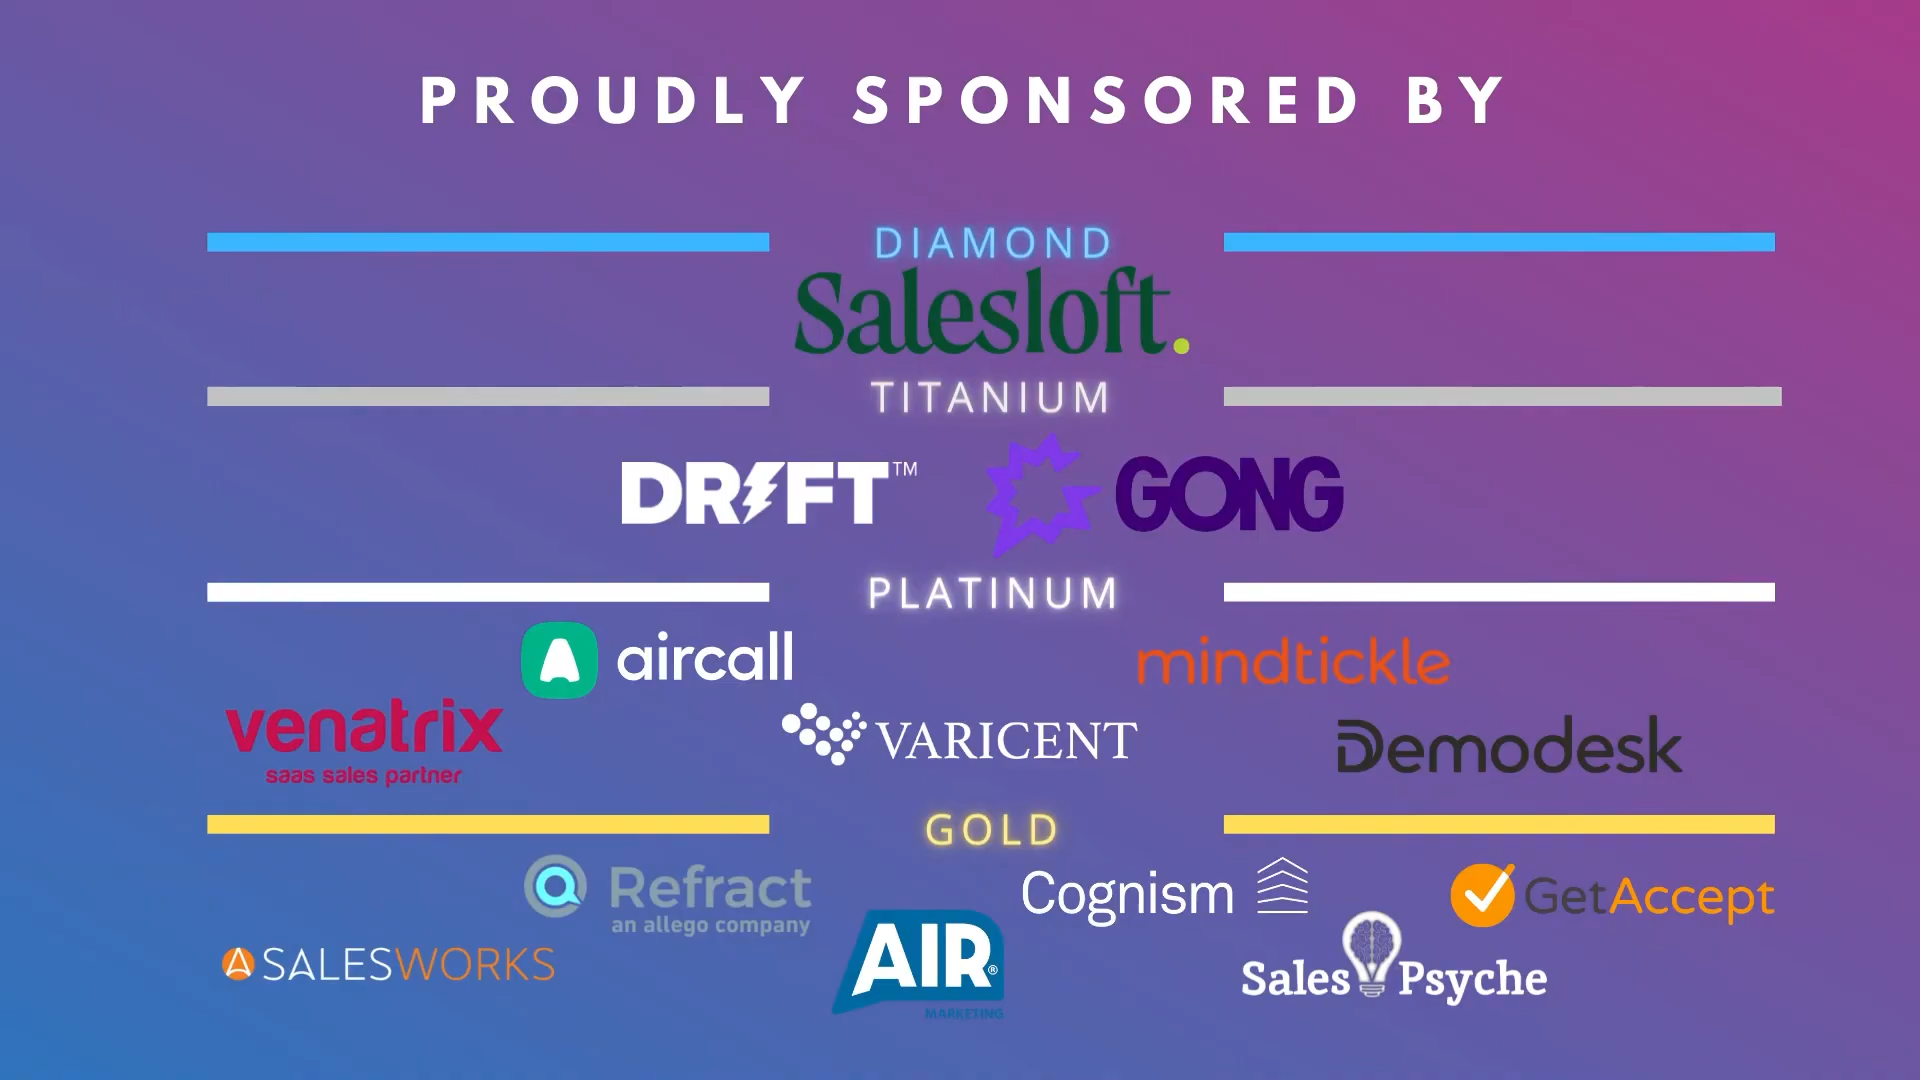 PROUDLY SPONSORED BY
DIAMOND
Salesloft.
TITANIUM
DRIFT™
GONG
PLATINUM
aircall
mindtickle
venatrix
saas sales partner
VARICENT
Demodesk
GOLD
Refract
an allego company
Cognism
GetAccept
SALESWORKS
AIR®
MARKETING
Sales Psyche